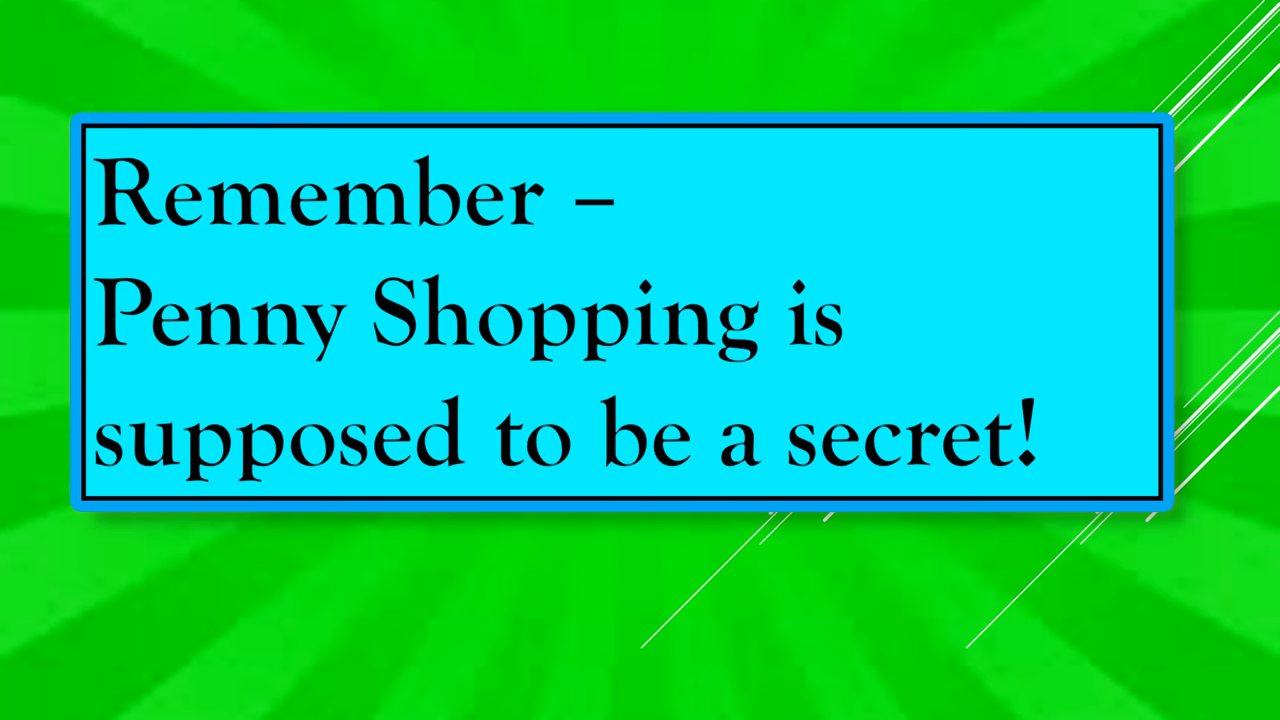 Remember –
Penny Shopping is
supposed to be a secret!